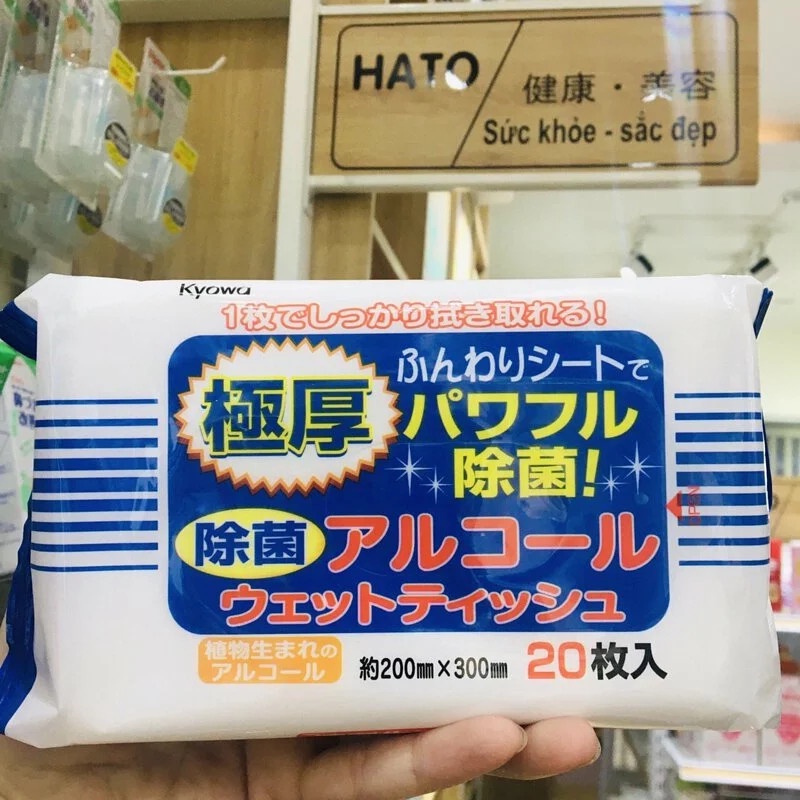 HATO
健康・美容
Sức khỏe - sắc đẹp
Kyowa
1枚でしっかり拭き取れる!
極厚
ふんわりシートで
パワフル
除菌!
除菌 アルコール
ウェットティッシュ
植物生まれの
アルコール
約200mm×300mm 20枚入